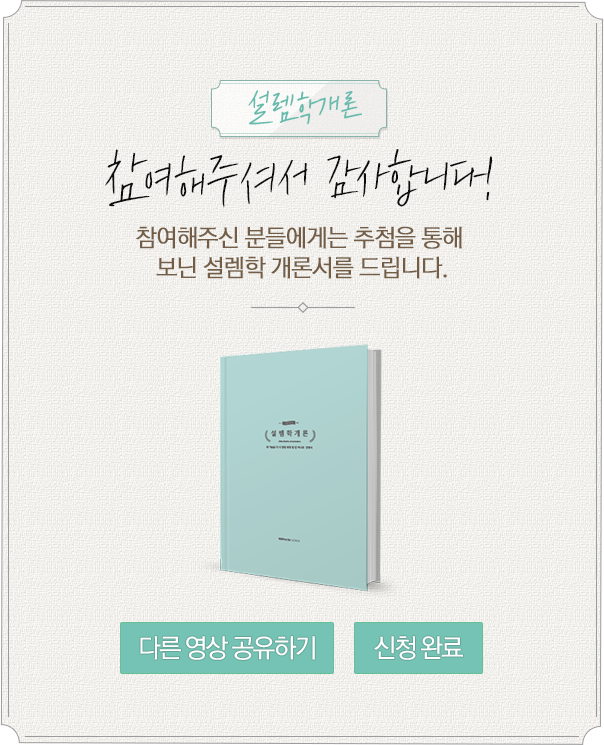 설렘학개론
참여해주셔서 감사합니다!
참여해주신 분들에게는 추첨을 통해
보닌 설렘학 개론서를 드립니다.
설렘학개론
다른 영상 공유하기
신청 완료